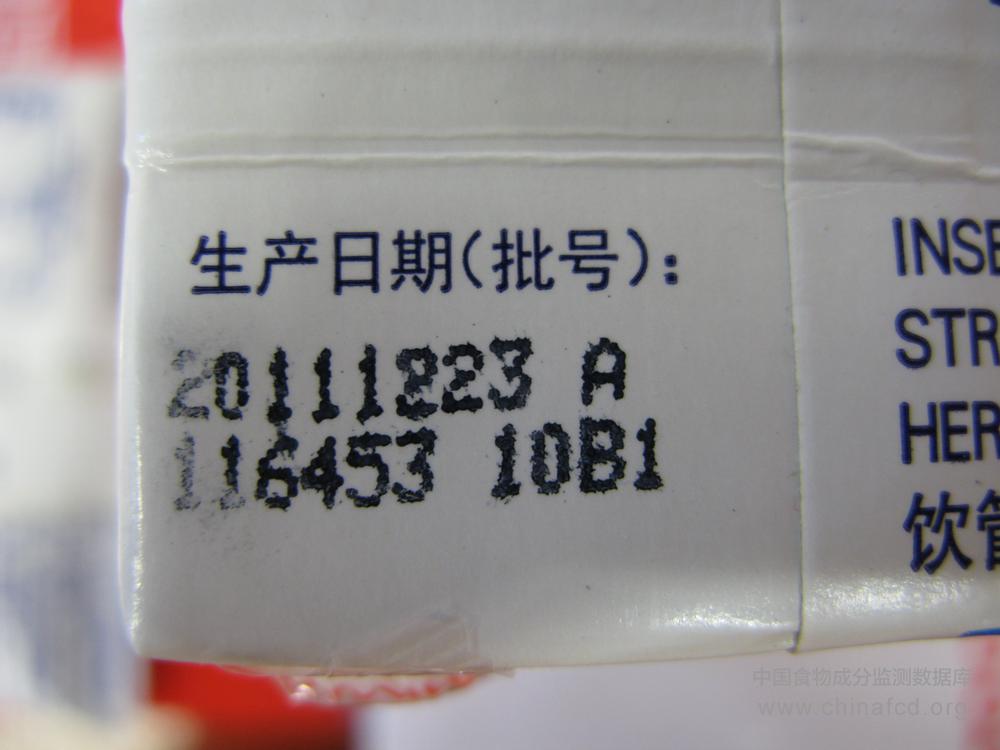 生产日期(批号):
20111223 A
116453 10B1
INSE
STR
HER
饮管
中国食物成分监测数据库
www.chinafcd.org